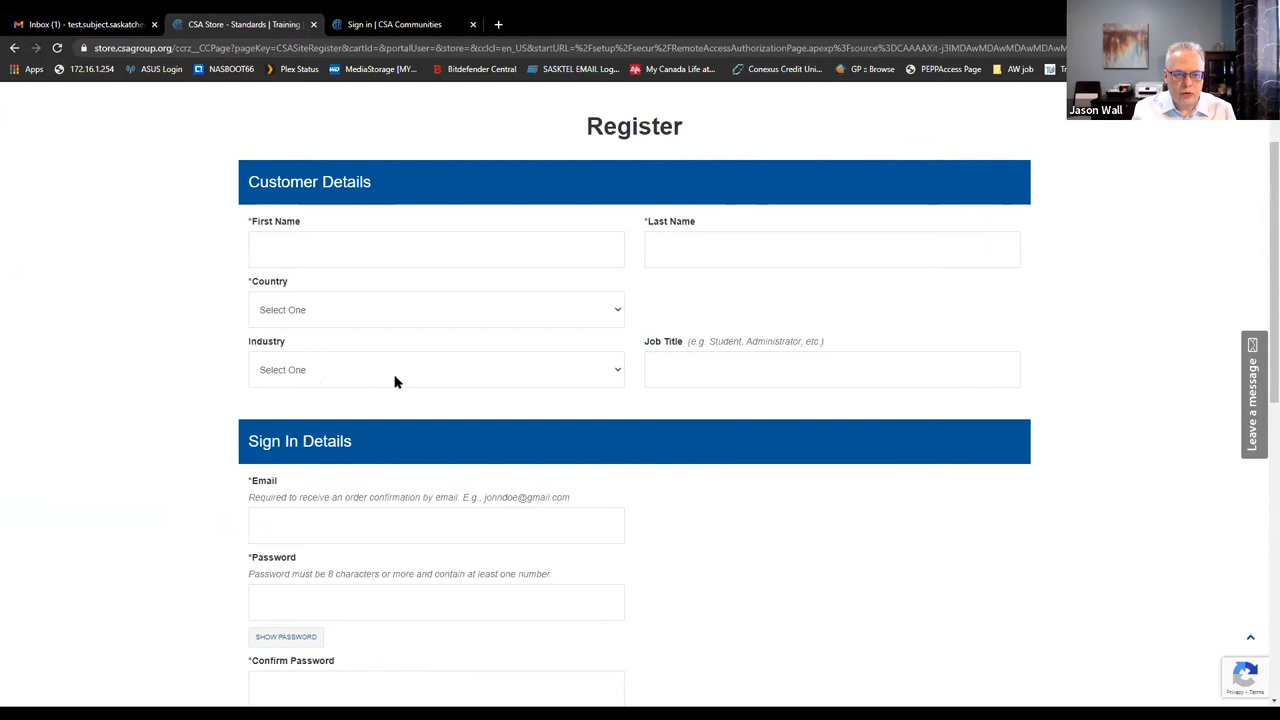 Inbox (1) - test.subject.saskatche
CSA Store - Standards | Training
Sign in | CSA Communities
store.csagroup.org/ccrz__CCPage?pageKey=CSASiteRegister&cartId=&portalUser=&store=&cclcl=en_US&startURL=%2Fsetup%2Fsecur%2FRemoteAccessAuthorizationPage.apexp%3Fsource%3DCAAAAXit-j3IMDAwMDAwMDAwMDAw
Apps
172.16.1.254
ASUS Login
NASBOOT66
Plex Status
MediaStorage [MY...
Bitdefender Central
SASKTEL EMAIL Log...
My Canada Life at...
Conexus Credit Uni...
GP :: Browse
PEPPAccess Page
AW job
Jason Wall
Register
Customer Details
*First Name
*Last Name
*Country
Select One
Industry
Job Title (e.g. Student, Administrator, etc.)
Select One
Leave a message
Sign In Details
*Email
Required to receive an order confirmation by email. E.g., johndoe@gmail.com
*Password
Password must be 8 characters or more and contain at least one number
SHOW PASSWORD
*Confirm Password
Privacy - Terms